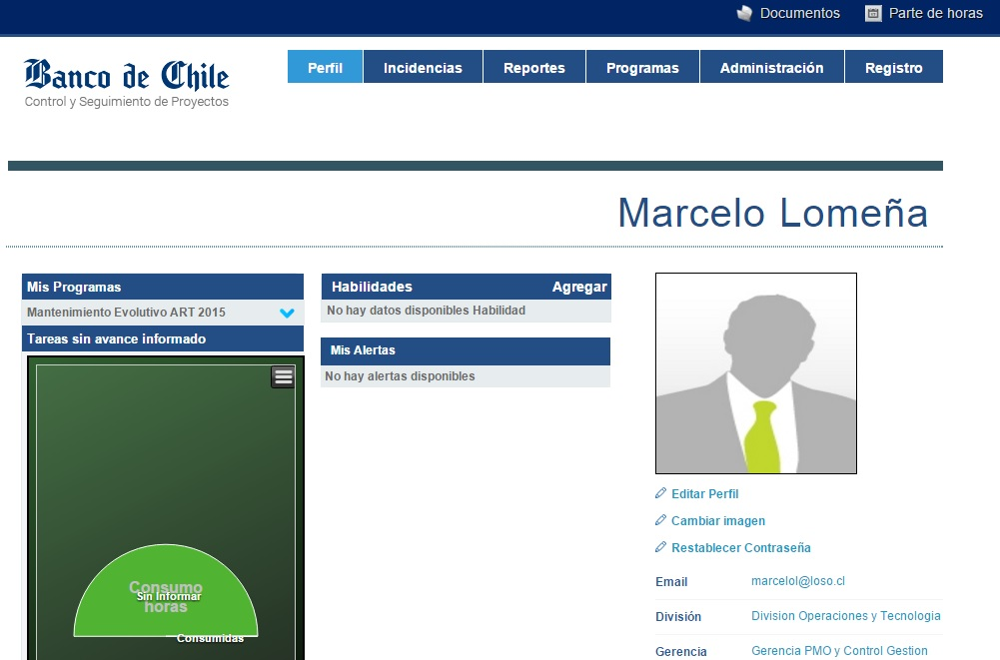 Documentos
Parte de horas
Banco de Chile
Control y Seguimiento de Proyectos
Perfil
Incidencias
Reportes
Programas
Administración
Registro
Marcelo Lomeña
Mis Programas
Mantenimiento Evolutivo ART 2015
Tareas sin avance informado
Consumo
horas
Sin Informar
Consumidas
Habilidades
Agregar
No hay datos disponibles Habilidad
Mis Alertas
No hay alertas disponibles
Editar Perfil
Cambiar imagen
Restablecer Contraseña
Email marcelol@loso.cl
División Division Operaciones y Tecnologia
Gerencia Gerencia PMO y Control Gestion